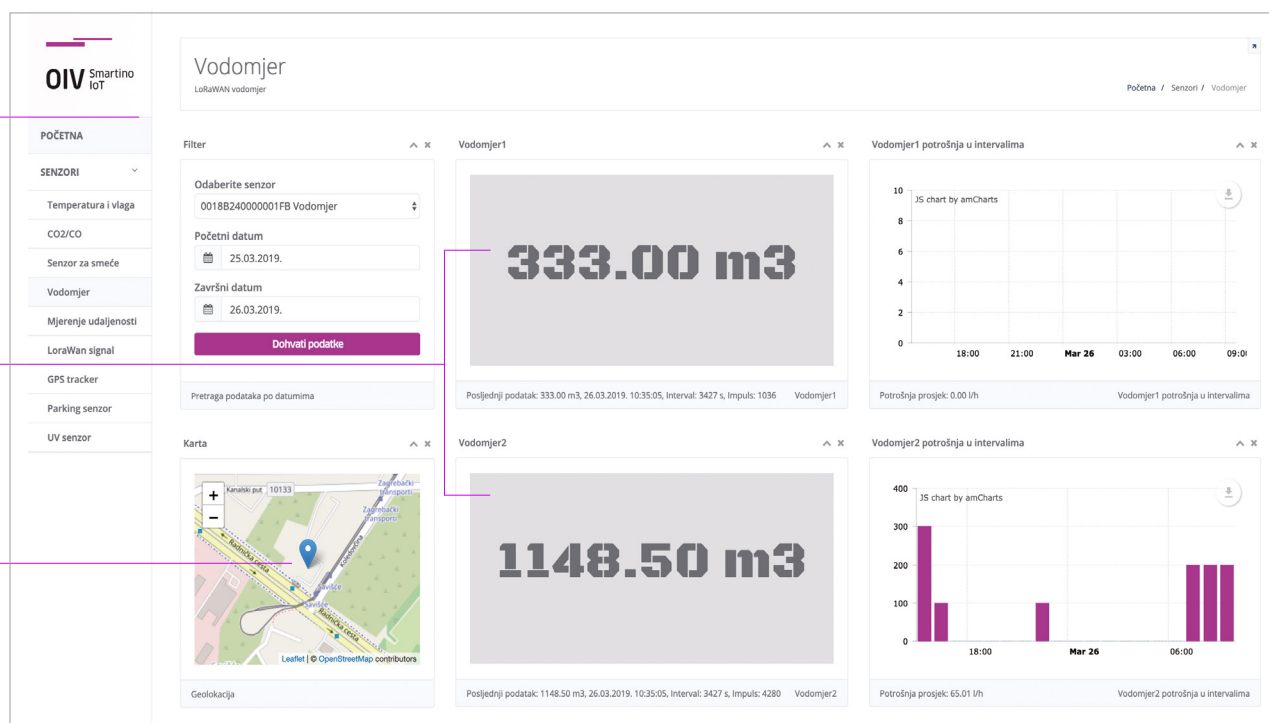 OIV Smartino IoT
POČETNA
SENZORI
Temperatura i vlaga
CO2/CO
Senzor za smeće
Vodomjer
Mjerenje udaljenosti
LoraWan signal
GPS tracker
Parking senzor
UV senzor
Vodomjer
LoRaWAN vodomjer
Početna / Senzori / Vodomjer
Filter
Odaberite senzor
0018B240000001FB Vodomjer
Početni datum
25.03.2019.
Završni datum
26.03.2019.
Dohvati podatke
Pretraga podataka po datumima
Vodomjer1
333.00 m3
Posljednji podatak: 333.00 m3, 26.03.2019. 10:35:05, Interval: 3427 s, Impuls: 1036 Vodomjer1
Vodomjer1 potrošnja u intervalima
JS chart by amCharts
10
8
6
4
2
0
18:00 21:00 Mar 26 03:00 06:00 09:0
Potrošnja prosjek: 0.00 l/h Vodomjer1 potrošnja u intervalima
Karta
+
−
Kanalski put 10133
Zagrebački transporti
Zagrebački transporti
Radnička cesta
Koledovčina
Savišće
Savišće
Radnička cesta
Leaflet | © OpenStreetMap contributors
Geolokacija
Vodomjer2
1148.50 m3
Posljednji podatak: 1148.50 m3, 26.03.2019. 10:35:05, Interval: 3427 s, Impuls: 4280 Vodomjer2
Vodomjer2 potrošnja u intervalima
JS chart by amCharts
400
300
200
100
0
18:00 Mar 26 06:00
Potrošnja prosjek: 65.01 l/h Vodomjer2 potrošnja u intervalima